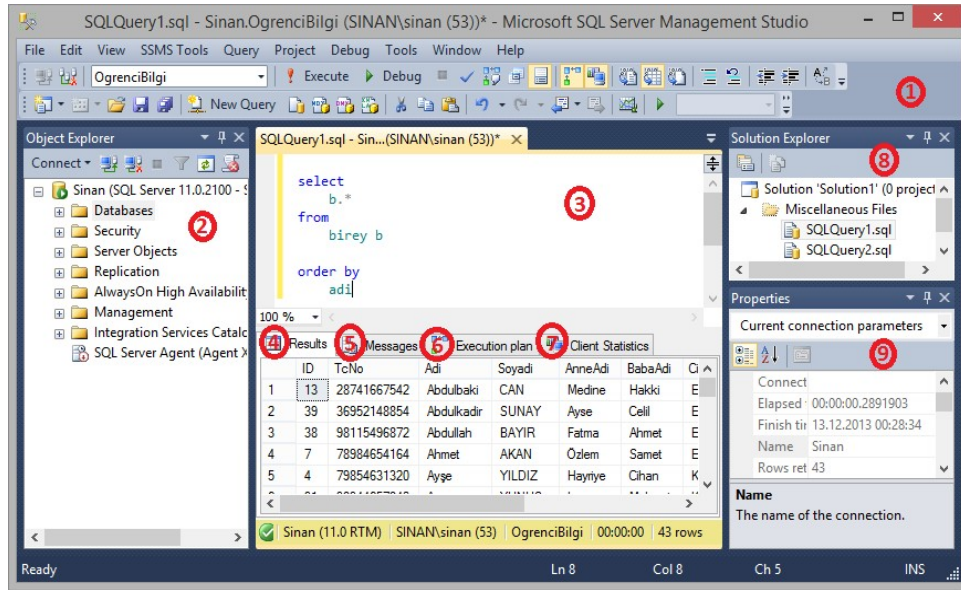 SQLQuery1.sql - Sinan.OgrenciBilgi (SINAN\sinan (53))* - Microsoft SQL Server Management Studio
File Edit View SSMS Tools Query Project Debug Tools Window Help
OgrenciBilgi Execute Debug
1
New Query
Object Explorer
Connect
Sinan (SQL Server 11.0.2100 - S
Databases
2
Security
Server Objects
Replication
AlwaysOn High Availabilit
Management
Integration Services Catalc
SQL Server Agent (Agent X
SQLQuery1.sql - Sin...(SINAN\sinan (53))*
select
b.*
3
from
birey b
order by
adi
100 %
4 Results 5 Messages 6 Execution plan 7 Client Statistics
ID TcNo Adi Soyadi AnneAdi BabaAdi Ci
1 13 28741667542 Abdulbaki CAN Medine Hakki E
2 39 36952148854 Abdulkadir SUNAY Ayse Celil E
3 38 98115496872 Abdullah BAYIR Fatma Ahmet E
4 7 78984654164 Ahmet AKAN Özlem Samet E
5 4 79854631320 Ayşe YILDIZ Hayriye Cihan K
Sinan (11.0 RTM) SINAN\sinan (53) OgrenciBilgi 00:00:00 43 rows
Solution Explorer
8
Solution 'Solution1' (0 project
Miscellaneous Files
SQLQuery1.sql
SQLQuery2.sql
Properties
Current connection parameters
9
Connect
Elapsed 00:00:00.2891903
Finish tir 13.12.2013 00:28:34
Name Sinan
Rows ret 43
Name
The name of the connection.
Ready Ln 8 Col 8 Ch 5 INS